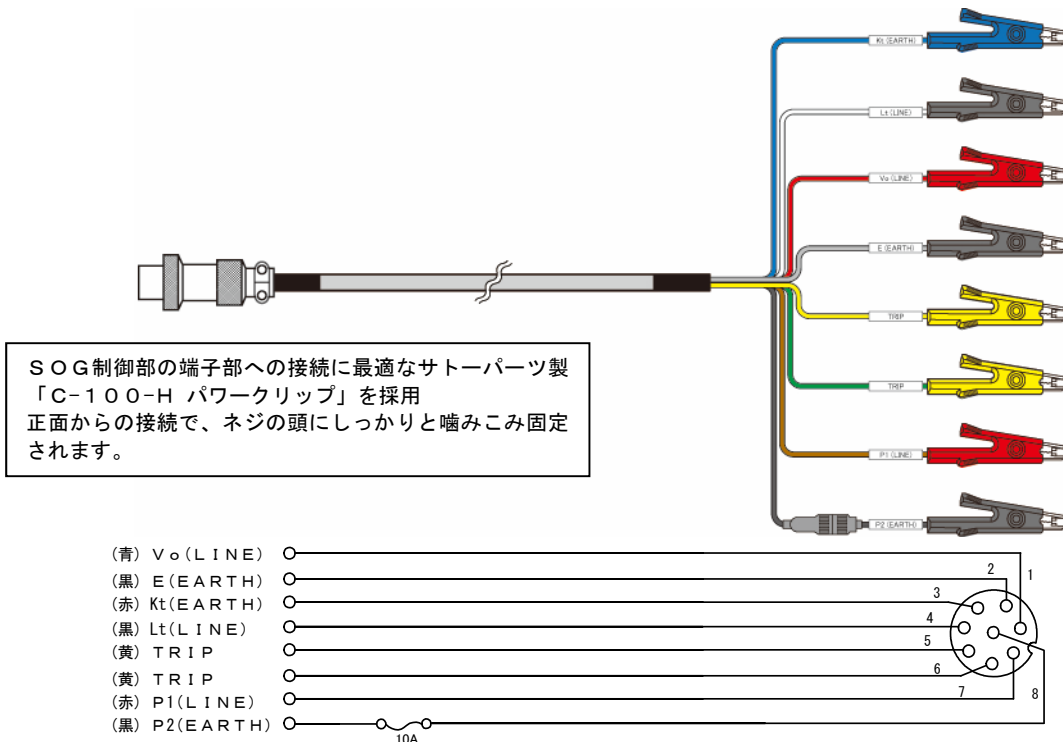 Kt (EARTH)
Lt (LINE)
Vo (LINE)
E (EARTH)
TRIP
TRIP
P1 (LINE)
P2 (EARTH)
SOG制御部の端子部への接続に最適なサトーパーツ製
「C-100-H パワークリップ」を採用
正面からの接続で、ネジの頭にしっかりと噛みこみ固定
されます。
(青) Vo(LINE)
(黒) E(EARTH)
(赤) Kt(EARTH)
(黒) Lt(LINE)
(黄) TRIP
(黄) TRIP
(赤) P1(LINE)
(黒) P2(EARTH)
10A
1
2
3
4
5
6
7
8